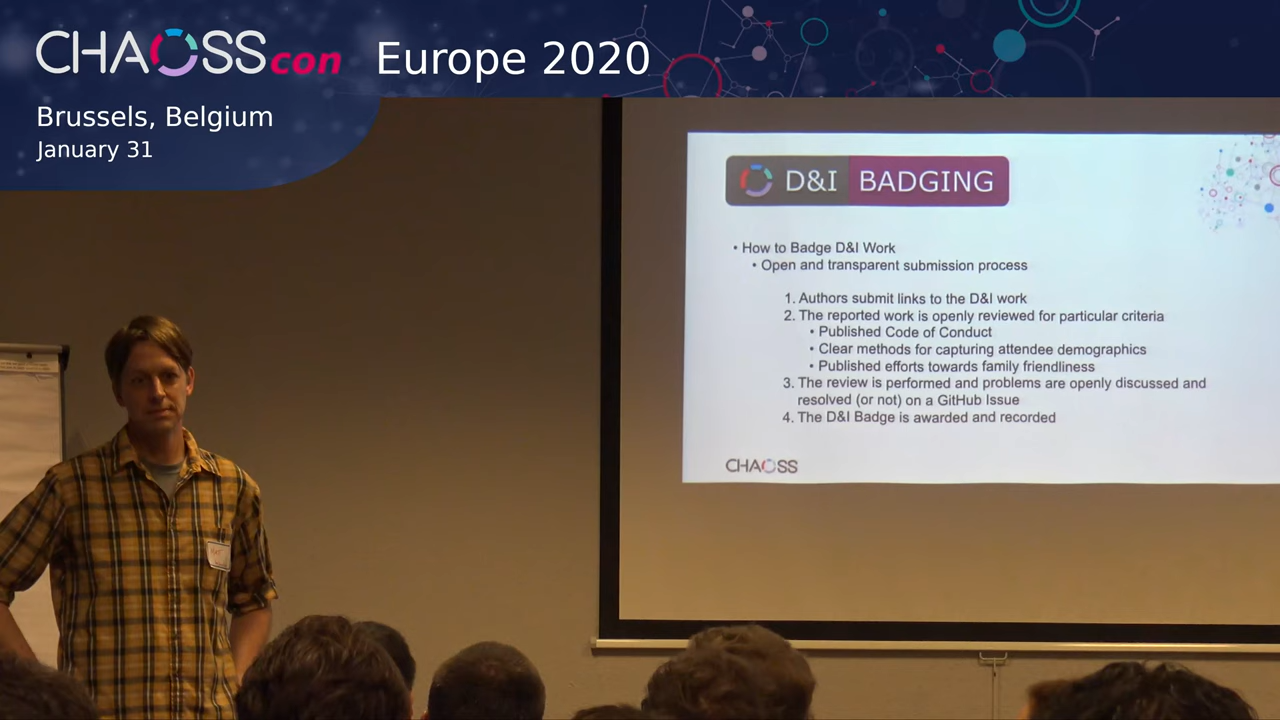 CHAOSScon Europe 2020
Brussels, Belgium
January 31
D&I BADGING
• How to Badge D&I Work
• Open and transparent submission process
1. Authors submit links to the D&I work
2. The reported work is openly reviewed for particular criteria
• Published Code of Conduct
• Clear methods for capturing attendee demographics
• Published efforts towards family friendliness
3. The review is performed and problems are openly discussed and
resolved (or not) on a GitHub Issue
4. The D&I Badge is awarded and recorded
CHAOSS